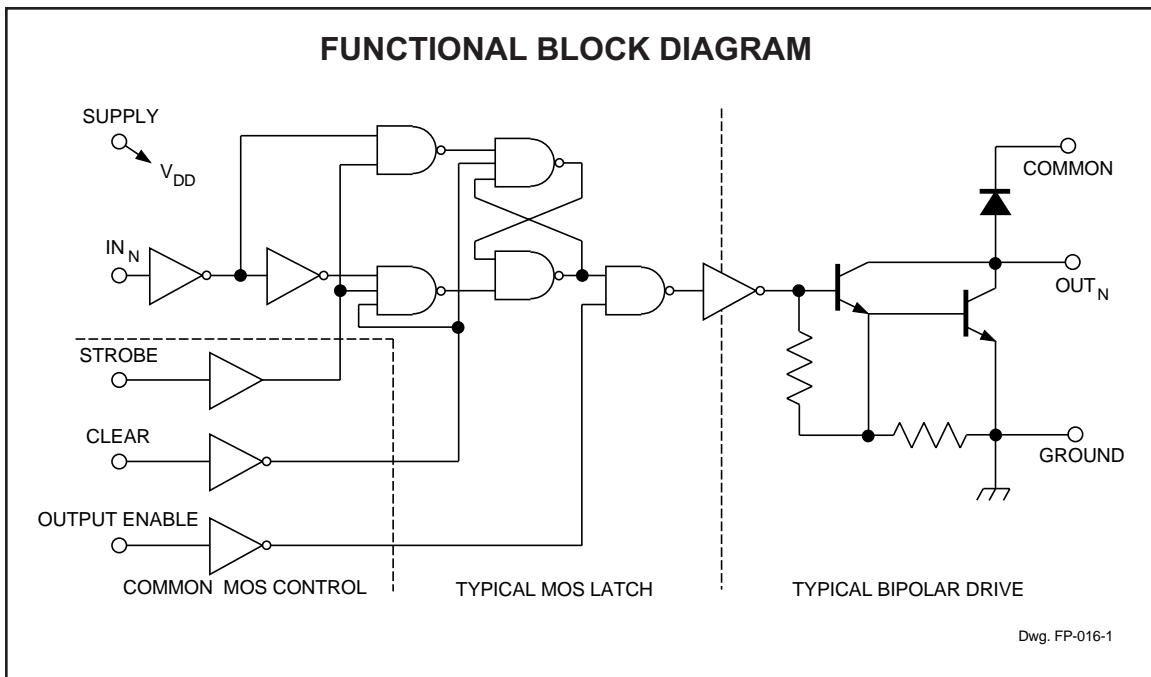 FUNCTIONAL BLOCK DIAGRAM
SUPPLY
VDD
COMMON
INN
OUTN
STROBE
CLEAR
GROUND
OUTPUT ENABLE
COMMON MOS CONTROL
TYPICAL MOS LATCH
TYPICAL BIPOLAR DRIVE
Dwg. FP-016-1